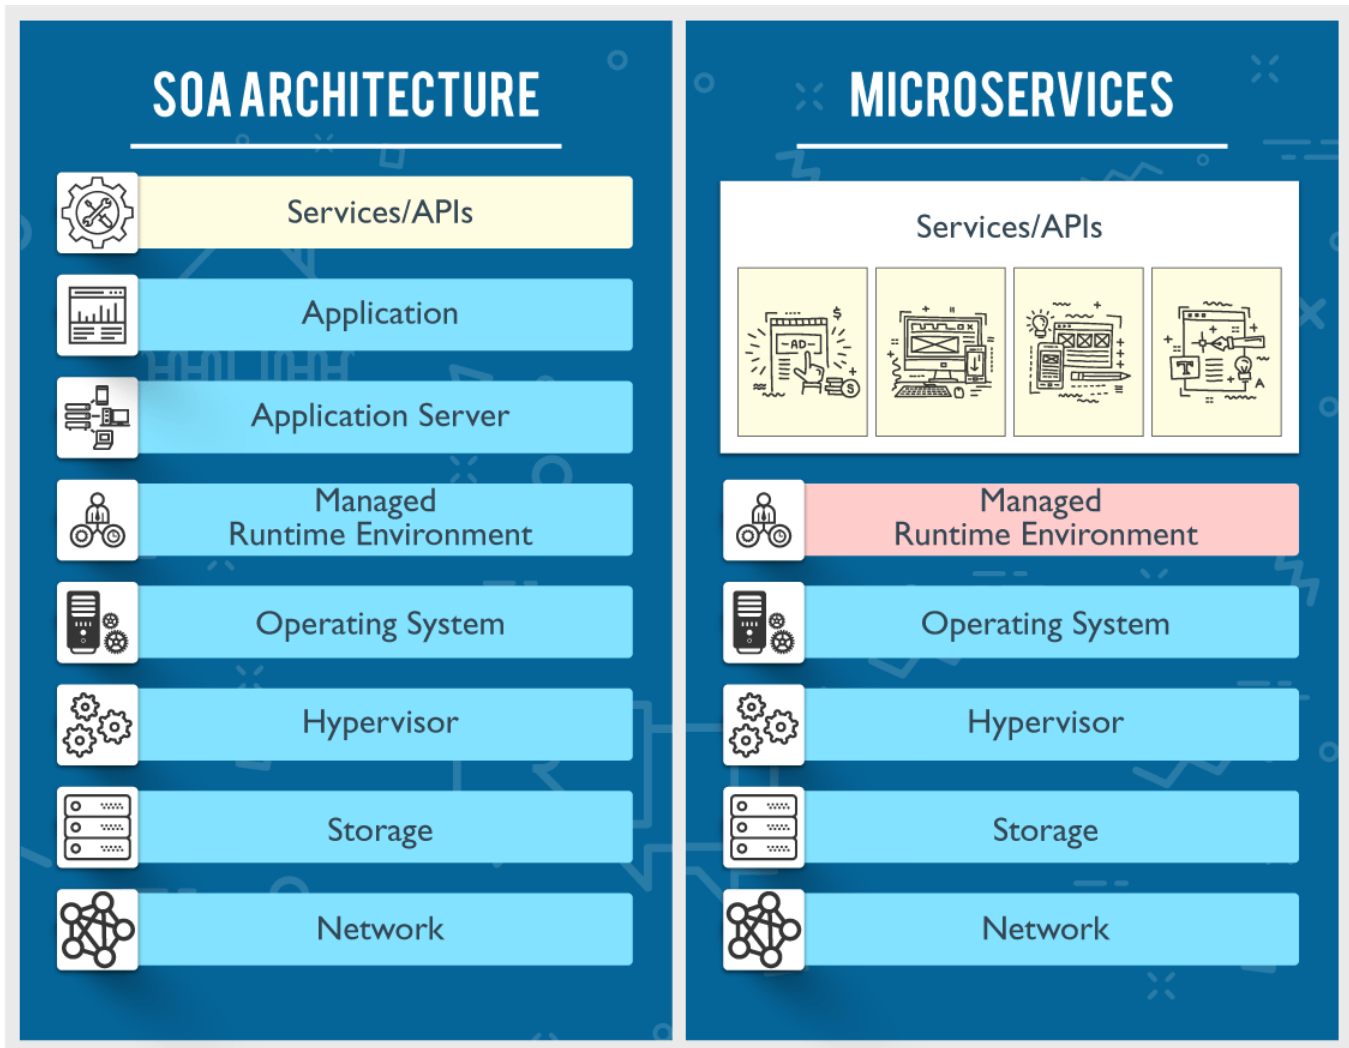 SOA ARCHITECTURE
Services/APIs
Application
Application Server
Managed
Runtime Environment
Operating System
Hypervisor
Storage
Network
MICROSERVICES
Services/APIs
-AD-
$
$
T
A
Managed
Runtime Environment
Operating System
Hypervisor
Storage
Network